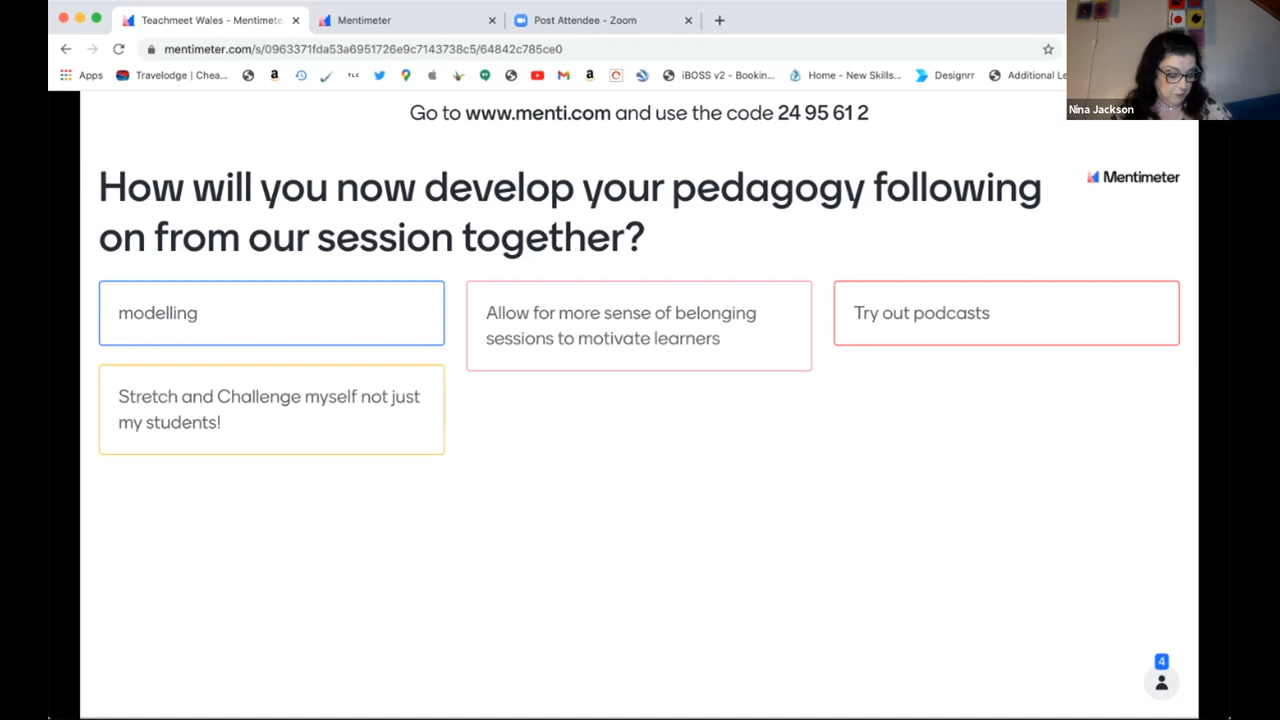 Teachmeet Wales - Mentimete
Mentimeter
Post Attendee - Zoom
mentimeter.com/s/0963371fda53a6951726e9c7143738c5/64842c785ce0
Apps
Travelodge | Chea...
TLC
iBOSS v2 - Bookin...
Home - New Skills...
Designrr
Additional Le
Nina Jackson
Go to www.menti.com and use the code 24 95 61 2
How will you now develop your pedagogy following
on from our session together?
Mentimeter
modelling
Allow for more sense of belonging
sessions to motivate learners
Try out podcasts
Stretch and Challenge myself not just
my students!
4